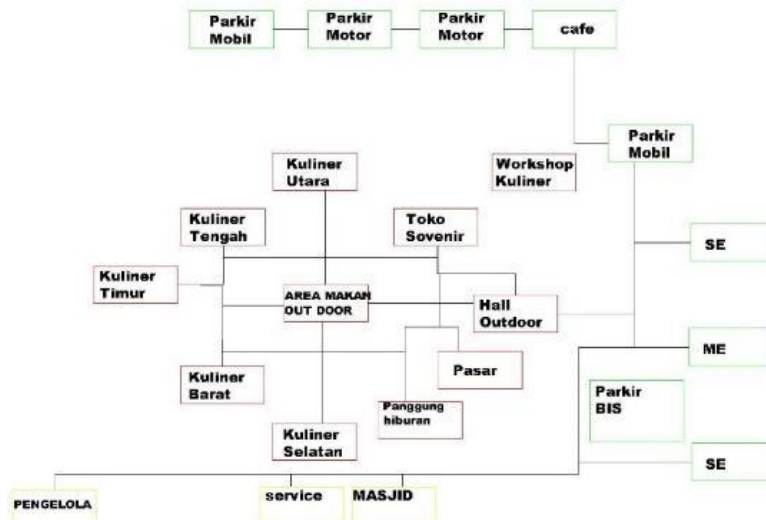 Parkir
Mobil
Parkir
Motor
Parkir
Motor
cafe
Parkir
Mobil
Kuliner
Utara
Workshop
Kuliner
Kuliner
Tengah
Toko
Sovenir
SE
Kuliner
Timur
AREA MAKAN
OUT DOOR
Hall
Outdoor
ME
Kuliner
Barat
Pasar
Parkir
BIS
Panggung
hiburan
Kuliner
Selatan
SE
PENGELOLA
service
MASJID